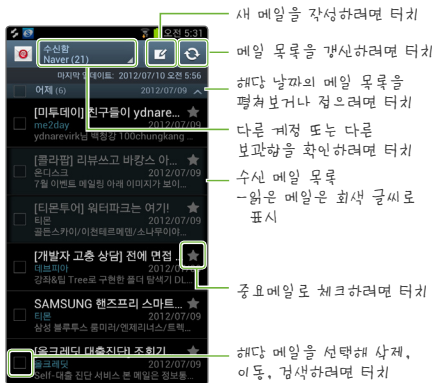 오전 5:31
수신함
Naver (21)
마지막 업데이트: 2012/07/10 오전 5:56
어제 (6) 2012/07/09
[미투데이] 친구들이 ydnare...
me2day 2012/07/09
ydnarevirk님 백창강 100chungkang ...
[콜라팝] 리뷰쓰고 바캉스 아...
온디스크 2012/07/09
7월 이벤트 메일링 아래 이미지가 보이...
[티몬투어] 워터파크는 여기!
티몬 2012/07/09
골든스카이/이천테르메덴/소나무이야...
[개발자 고충 상담] 전에 면접 ...
데브피아 2012/07/09
강좌&팁 Tree로 구현한 폴더 탐색기 DL...
SAMSUNG 핸즈프리 스마트...
티몬 2012/07/09
삼성 블루투스 룸미러/엔제리너스/트렉...
[올크레딧 대출진단] 조회기...
올크레딧 2012/07/09
Self-대출 진단 서비스 본 메일은 정보통...
새 메일을 작성하려면 터치
메일 목록을 갱신하려면 터치
해당 날짜의 메일 목록을
펼쳐보거나 접으려면 터치
다른 계정 또는 다른
보관함을 확인하려면 터치
수신 메일 목록
-읽은 메일은 회색 글씨로
표시
중요메일로 체크하려면 터치
해당 메일을 선택해 삭제,
이동, 검색하려면 터치